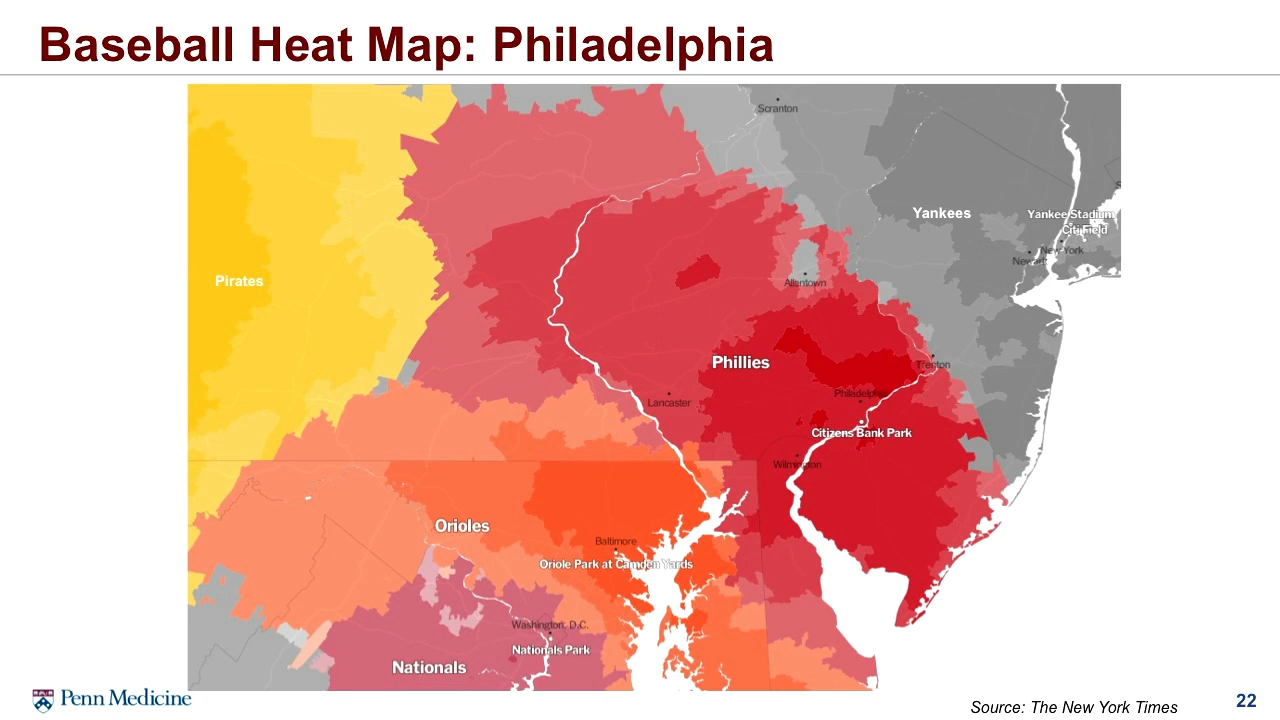 Baseball Heat Map: Philadelphia
Scranton
Yankees
Yankee Stadium
Citi Field
New York
Newark
Pirates
Allentown
Phillies
Trenton
Philadelphia
Lancaster
Citizens Bank Park
Wilmington
Orioles
Baltimore
Oriole Park at Camden Yards
Washington, D.C.
Nationals Park
Nationals
Penn Medicine
Source: The New York Times
22